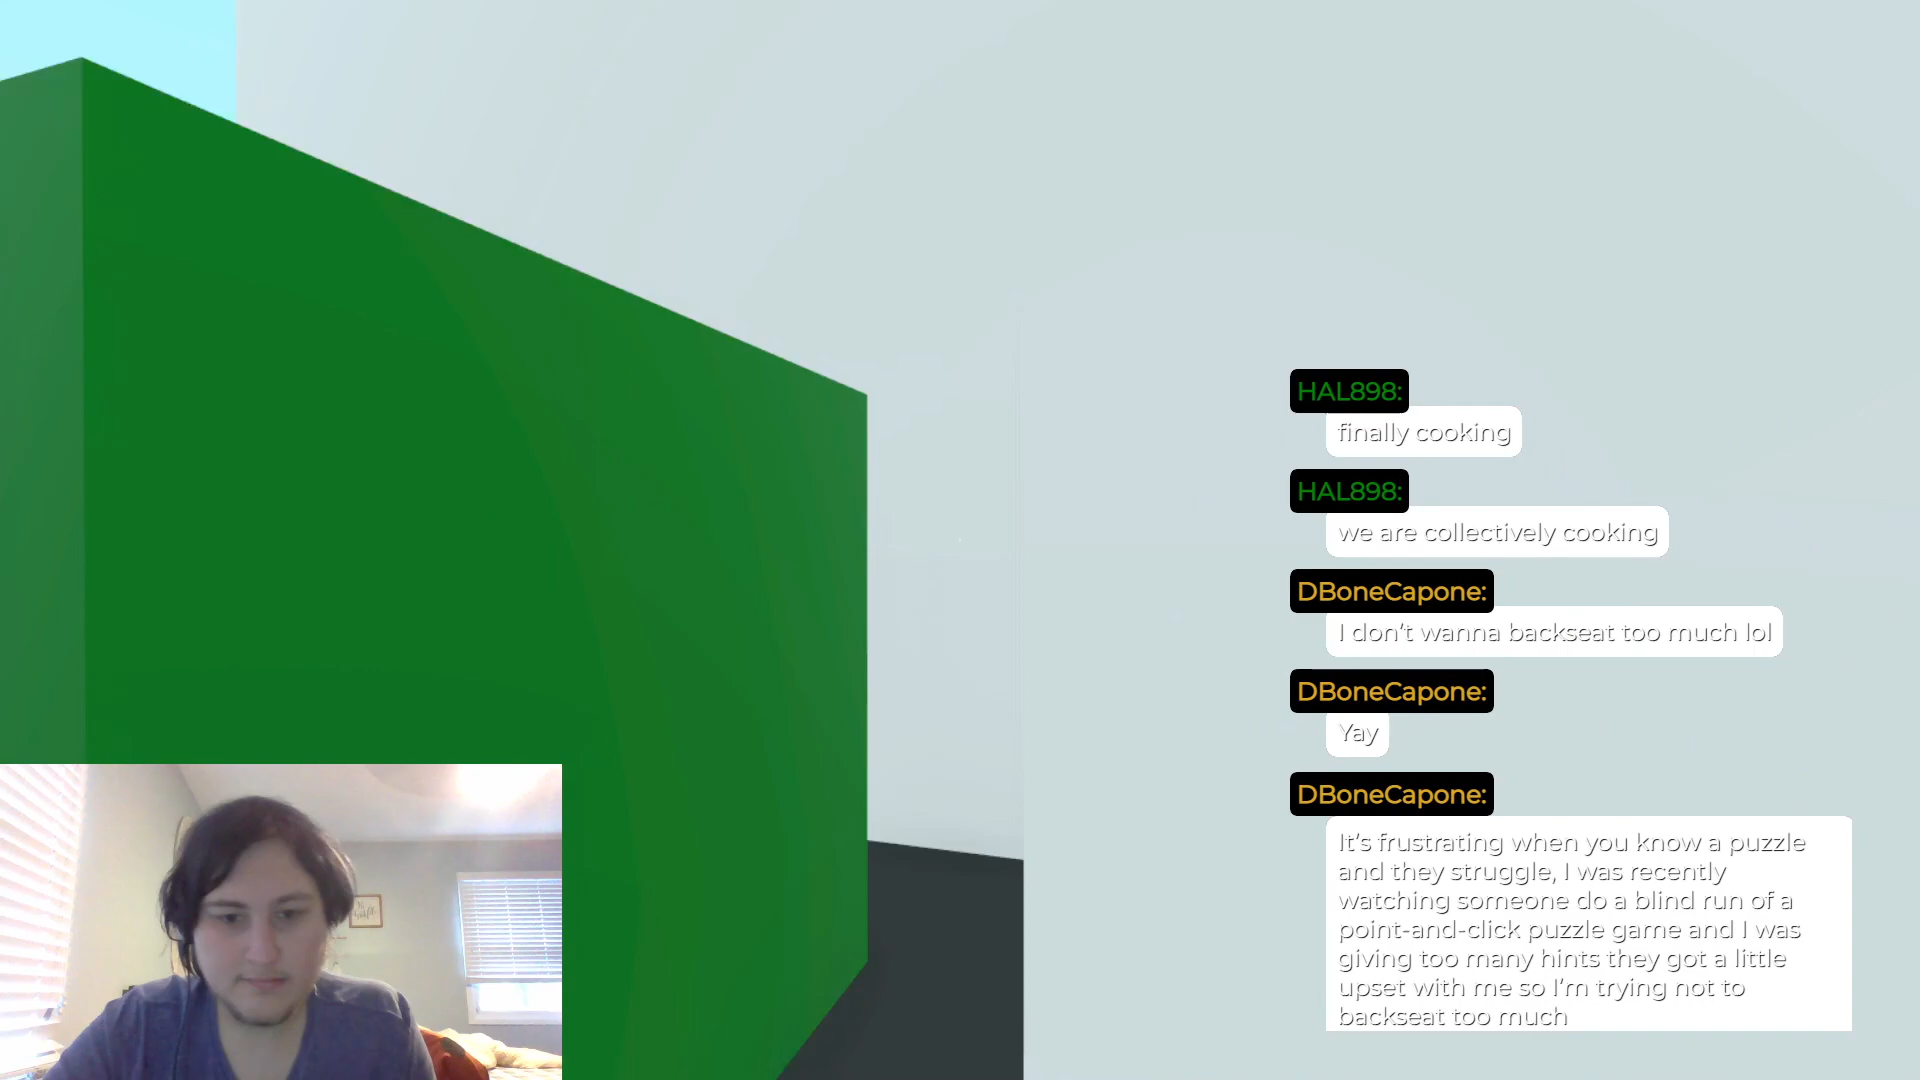 HAL898:
finally cooking
HAL898:
we are collectively cooking
DBoneCapone:
I don't wanna backseat too much lol
DBoneCapone:
Yay
DBoneCapone:
It's frustrating when you know a puzzle
and they struggle, I was recently
watching someone do a blind run of a
point-and-click puzzle game and I was
giving too many hints they got a little
upset with me so I'm trying not to
backseat too much